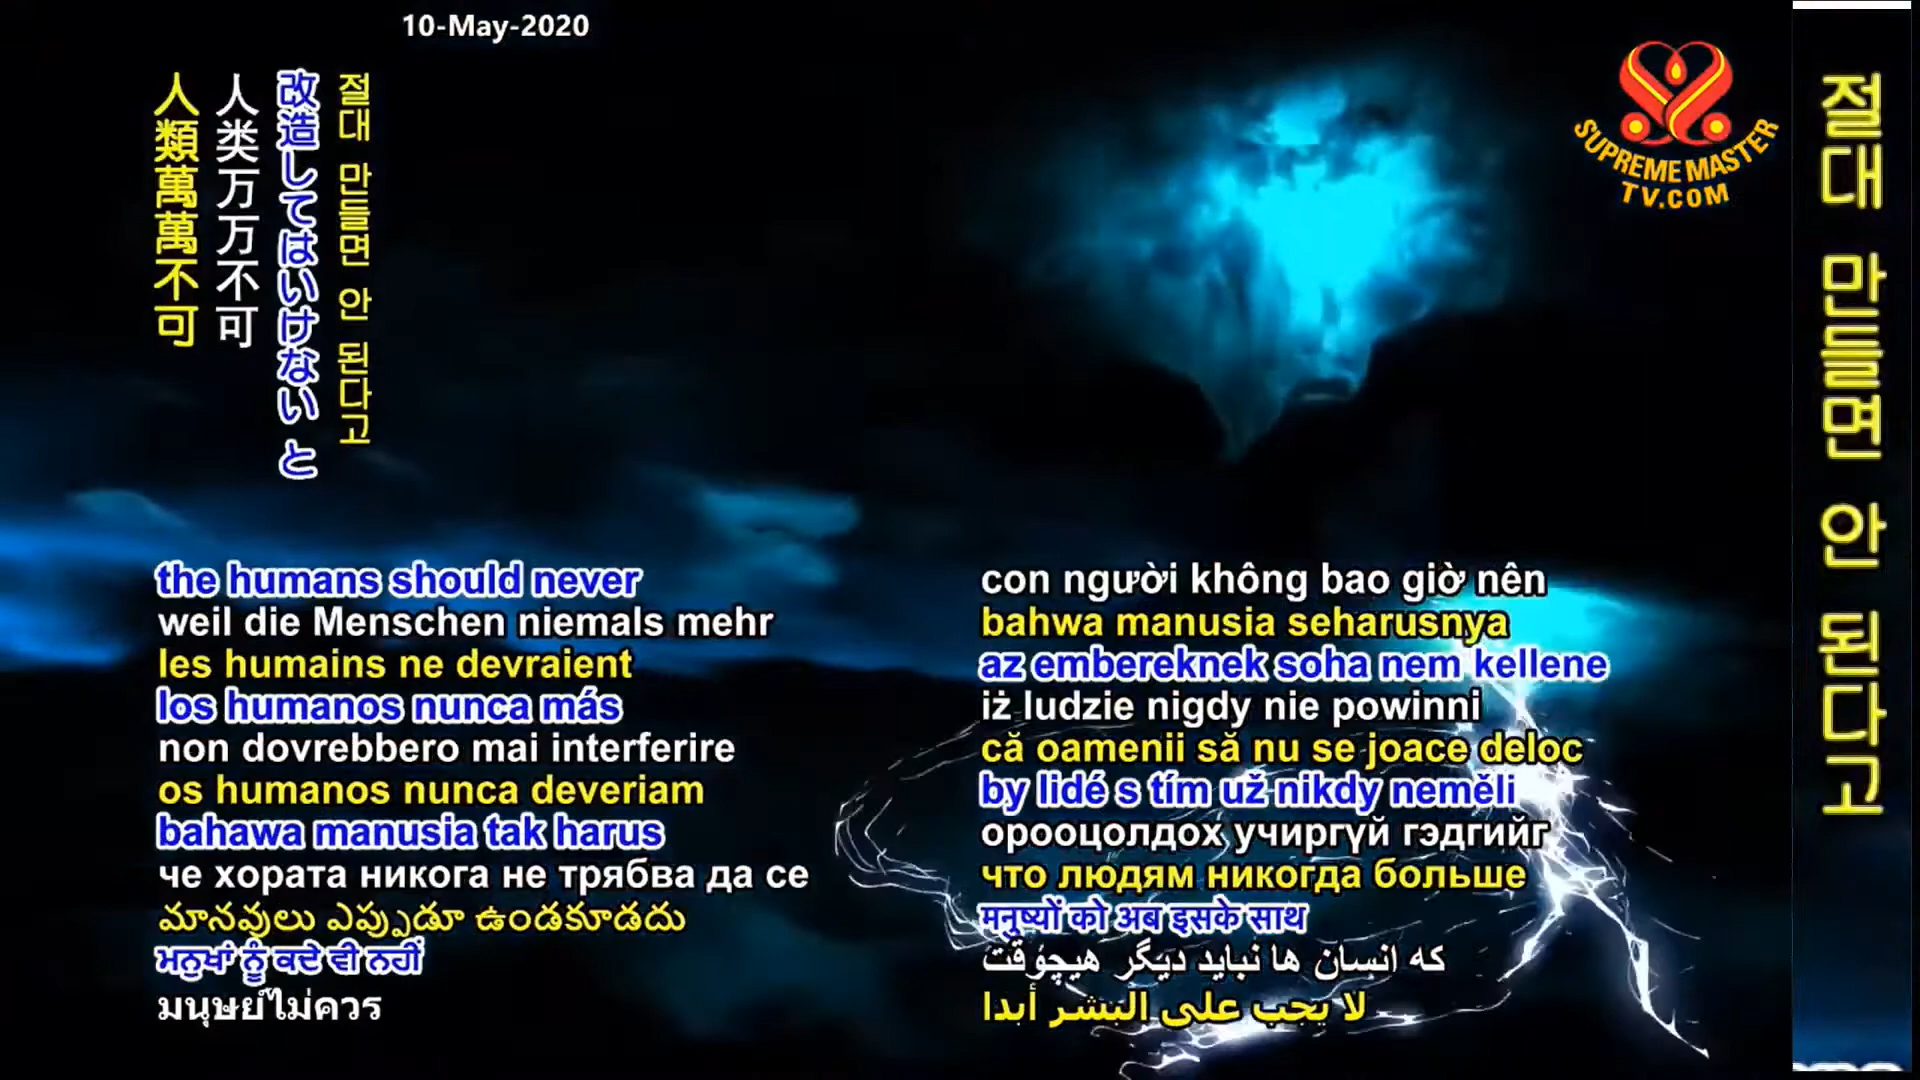 10-May-2020
SUPREME MASTER
TV.COM
절대 만들면 안 된다고
절대 만들면 안 된다고
改造してはいけない と
人类万万不可
人類萬萬不可
the humans should never
weil die Menschen niemals mehr
les humains ne devraient
los humanos nunca más
non dovrebbero mai interferire
os humanos nunca deveriam
bahawa manusia tak harus
че хората никога не трябва да се
మానవులు ఎప్పుడూ ఉండకూడదు
ਮਨੁਖਾਂ ਨੂੰ ਕਦੇ ਵੀ ਨਹੀਂ
มนุษย์ไม่ควร
con người không bao giờ nên
bahwa manusia seharusnya
az embereknek soha nem kellene
iż ludzie nigdy nie powinni
că oamenii să nu se joace deloc
by lidé s tím už nikdy neměli
орооцолдох учиргүй гэдгийг
что людям никогда больше
मनुष्यों को अब इसके साथ
که انسان ها نباید دیگر هیچوقت
لا يجب على البشر أبدا